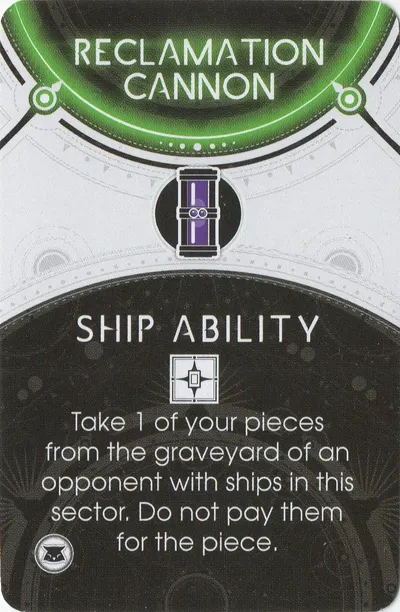 RECLAMATION
CANNON
SHIP ABILITY
Take 1 of your pieces
from the graveyard of an
opponent with ships in this
sector. Do not pay them
for the piece.